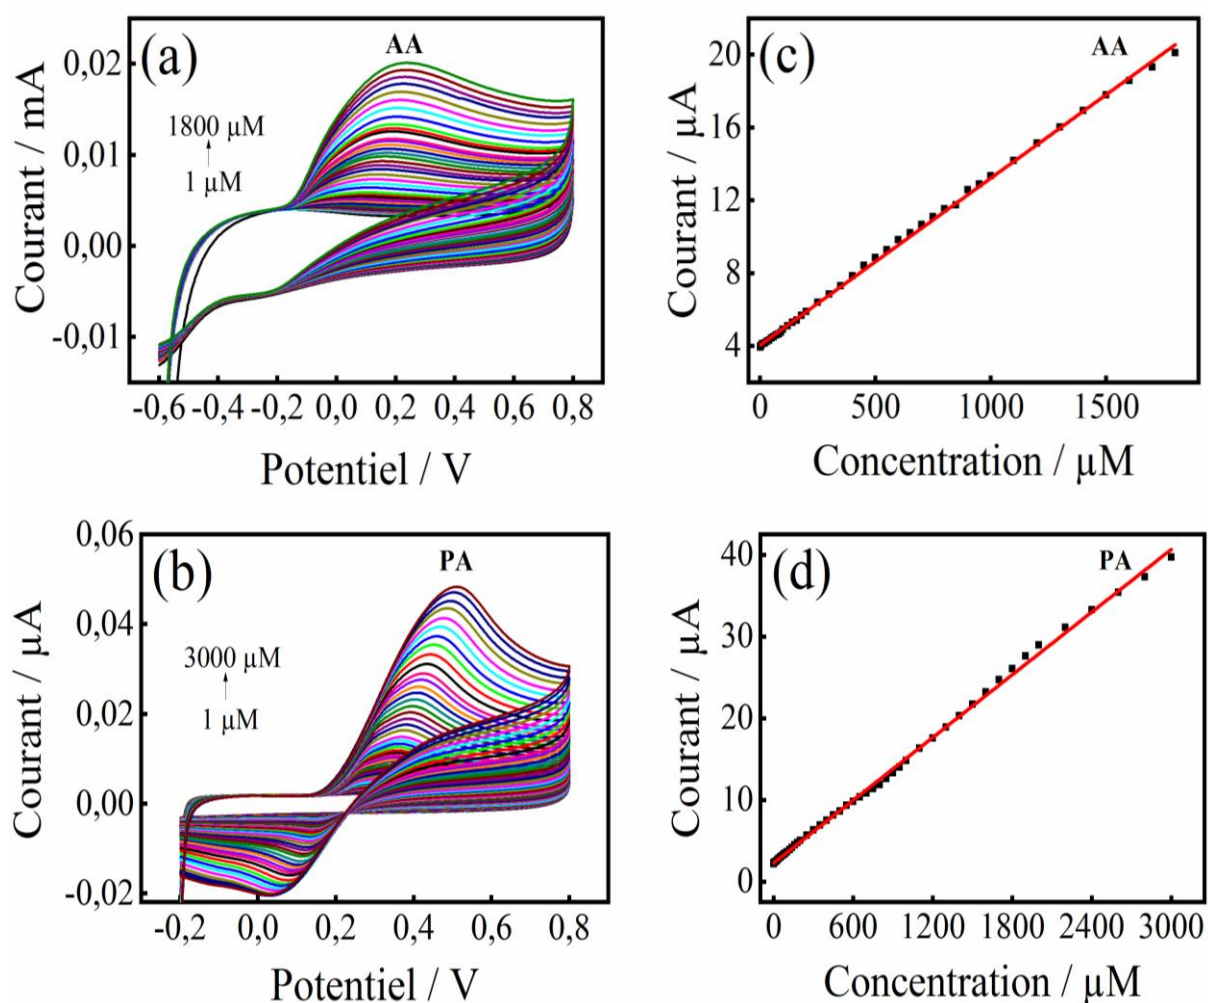 (a)
AA
1800 µM
1 µM
0,02
0,01
0,00
-0,01
Courant / mA
-0,6 -0,4 -0,2 0,0 0,2 0,4 0,6 0,8
Potentiel / V
(c)
AA
20
16
12
8
4
Courant / µA
0 500 1000 1500
Concentration / µM
(b)
PA
3000 µM
1 µM
0,06
0,04
0,02
0,00
-0,02
Courant / µA
-0,2 0,0 0,2 0,4 0,6 0,8
Potentiel / V
(d)
PA
40
30
20
10
0
Courant / µA
0 600 1200 1800 2400 3000
Concentration / µM